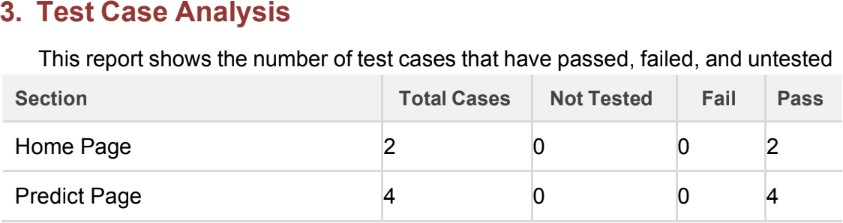 3. Test Case Analysis
This report shows the number of test cases that have passed, failed, and untested
Section Total Cases Not Tested Fail Pass
Home Page 2 0 0 2
Predict Page 4 0 0 4